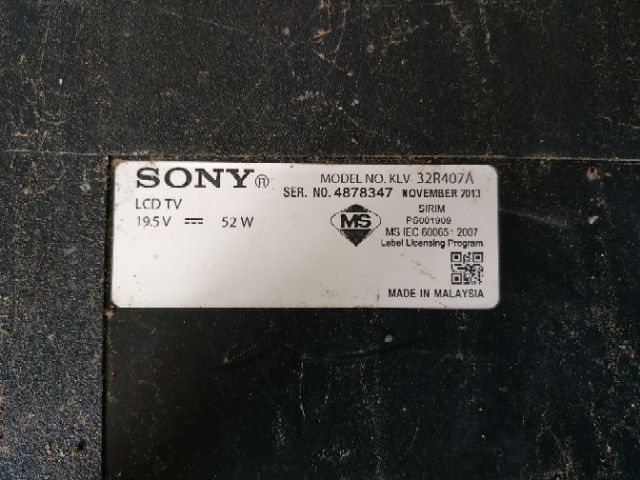 SONY ®
MODEL NO. KLV-32R407A
SER. NO. 4878347 NOVEMBER 2013
LCD TV
19.5 V ⎓ 52 W
MS
SIRIM
PS001909
MS IEC 60065: 2007
Label Licensing Program
MADE IN MALAYSIA